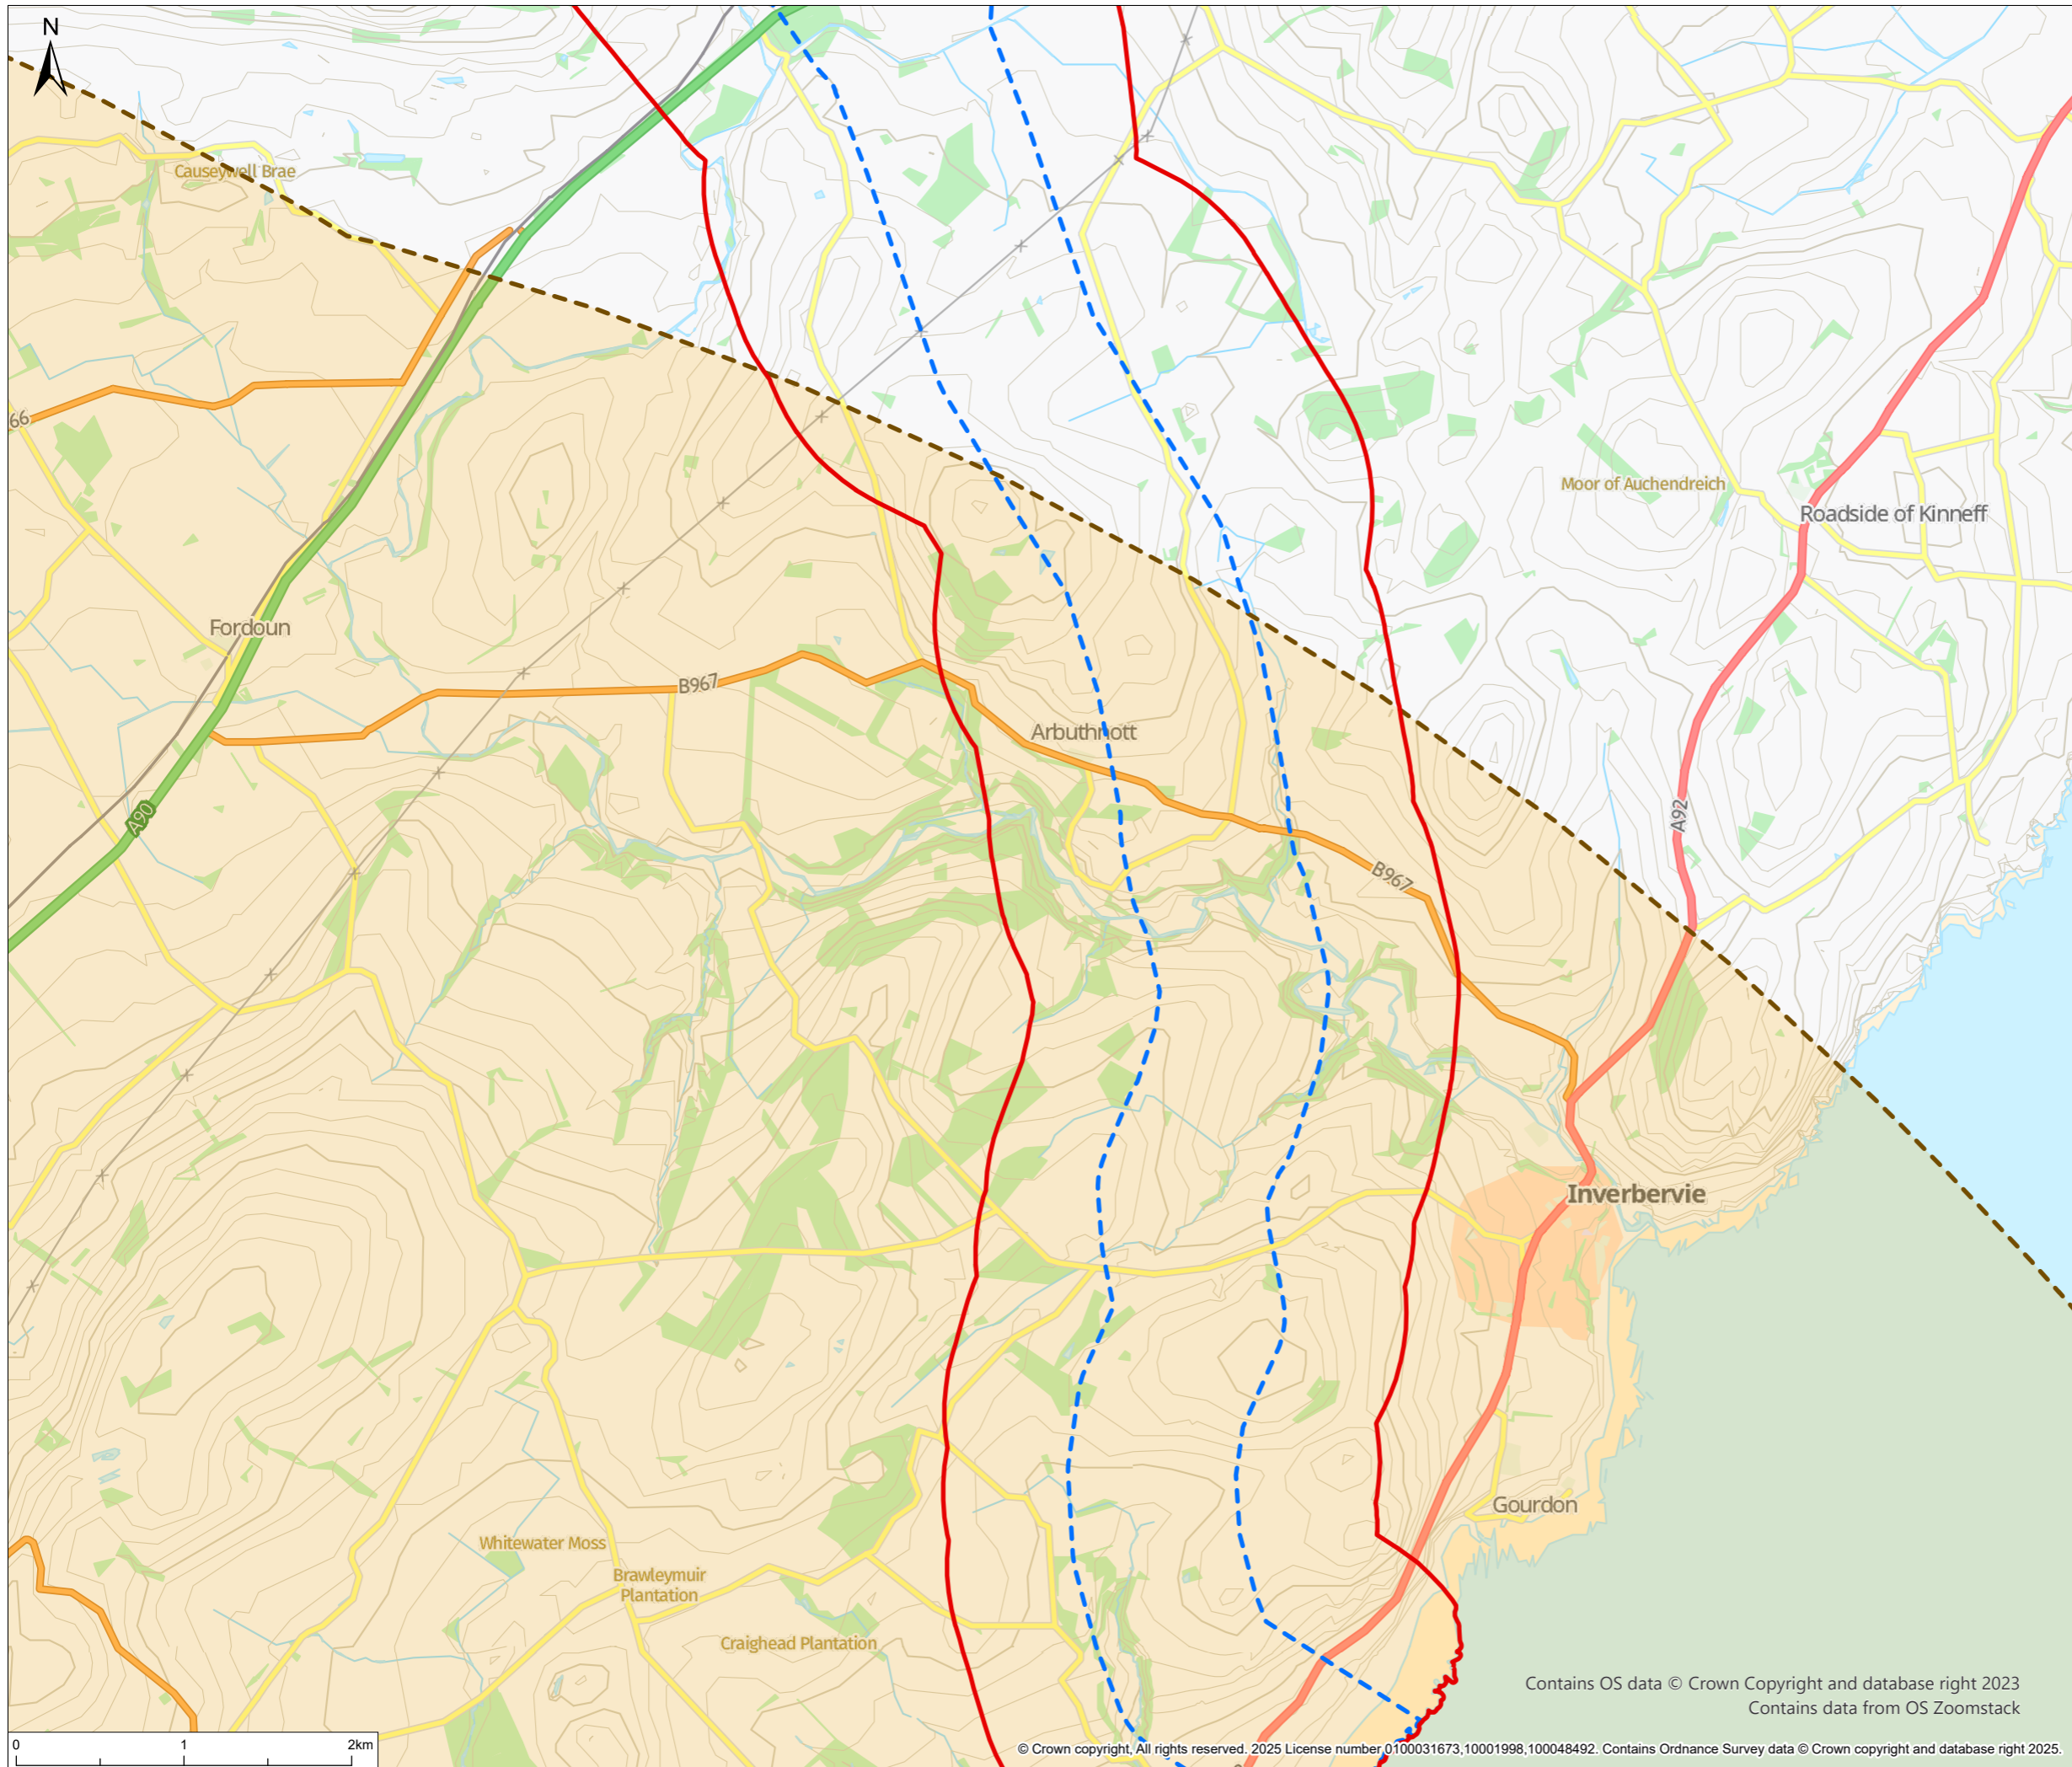 N
Causeywell Brae
66
Moor of Auchendreich
Roadside of Kinneff
Fordoun
B967
Arbuthnott
A90
A92
B967
Inverbervie
Gourdon
Whitewater Moss
Brawleymuir
Plantation
Craighead Plantation
Contains OS data © Crown Copyright and database right 2023
Contains data from OS Zoomstack
0 1 2km
© Crown copyright, All rights reserved. 2025 License number 0100031673,10001998,100048492. Contains Ordnance Survey data © Crown copyright and database right 2025.